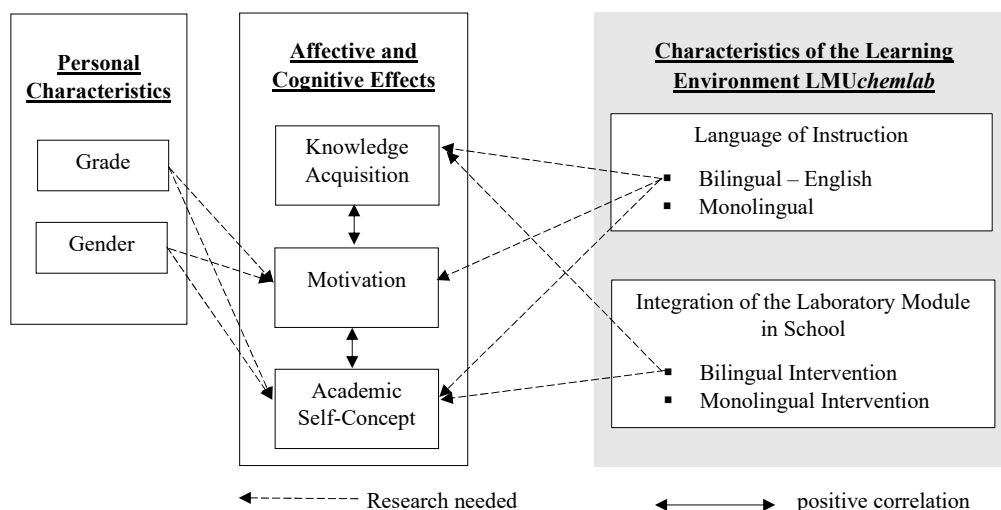 Personal
Characteristics
Grade
Gender
Affective and
Cognitive Effects
Knowledge
Acquisition
Motivation
Academic
Self-Concept
Characteristics of the Learning
Environment LMUchemlab
Language of Instruction
▪ Bilingual – English
▪ Monolingual
Integration of the Laboratory Module
in School
▪ Bilingual Intervention
▪ Monolingual Intervention
Research needed
positive correlation